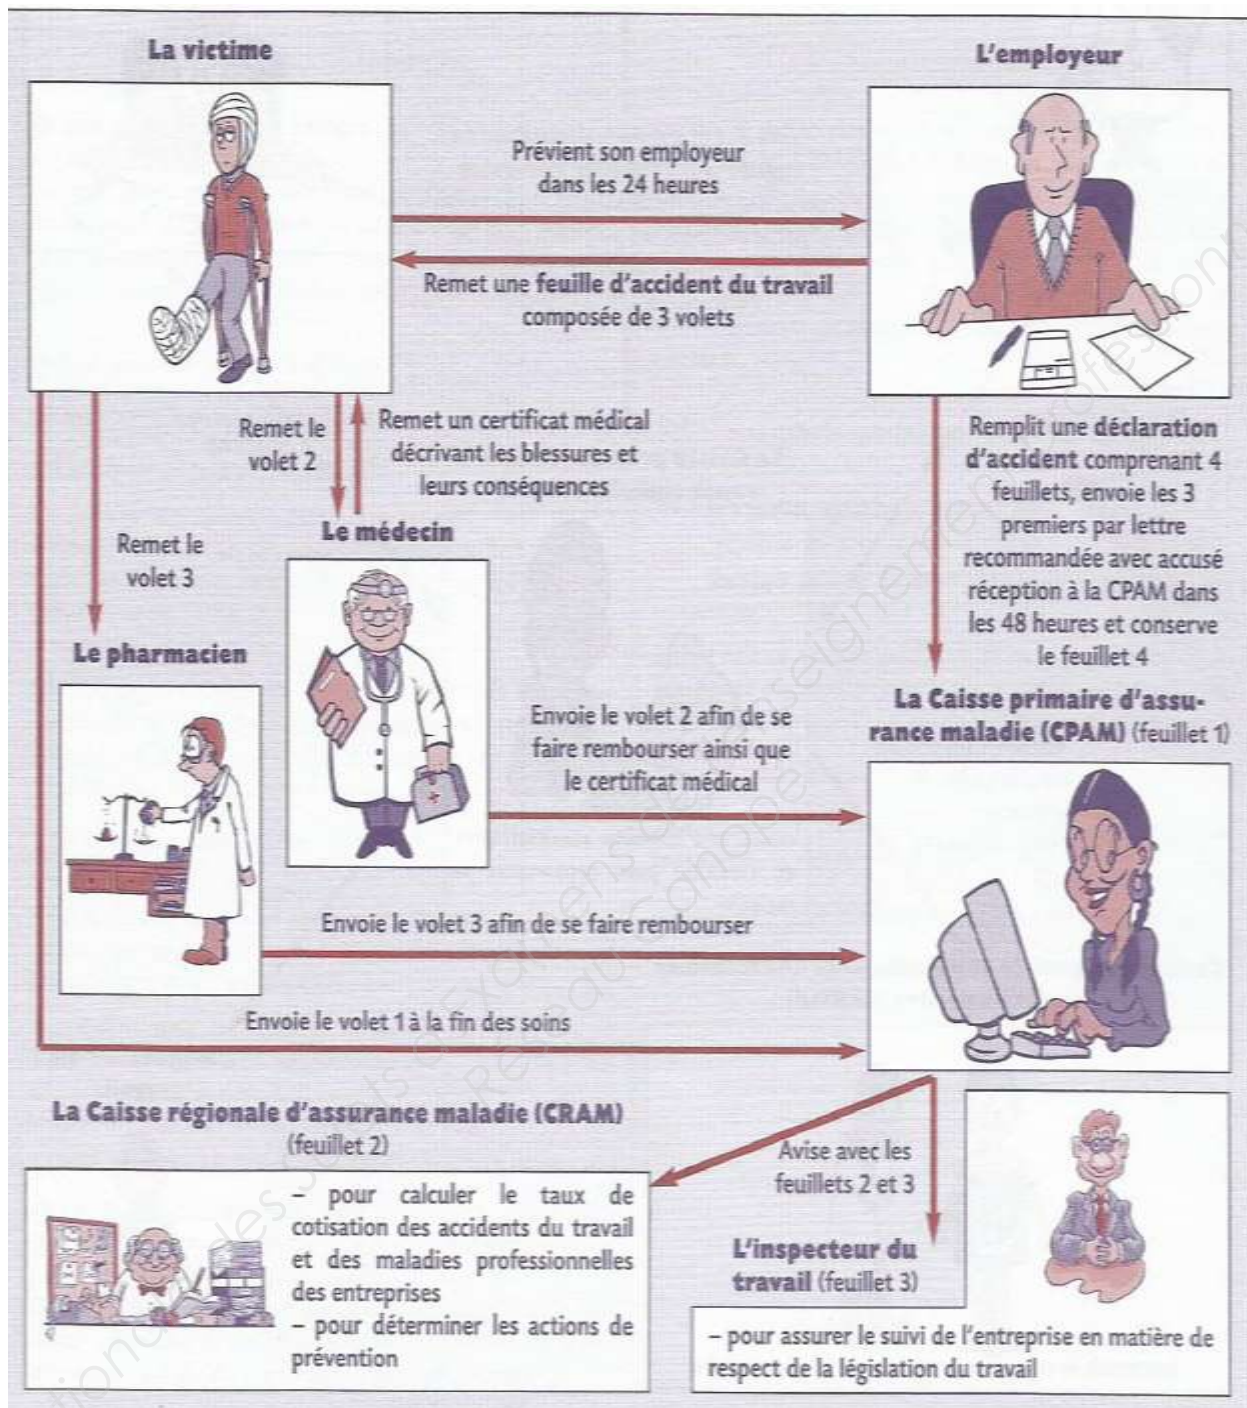 La victime
L'employeur
Prévient son employeur
dans les 24 heures
Remet une feuille d'accident du travail
composée de 3 volets
Remet le
volet 2
Remet un certificat médical
décrivant les blessures et
leurs conséquences
Remplit une déclaration
d'accident comprenant 4
feuillets, envoie les 3
premiers par lettre
recommandée avec accusé
réception à la CPAM dans
les 48 heures et conserve
le feuillet 4
Remet le
volet 3
Le médecin
Le pharmacien
La Caisse primaire d'assu-
rance maladie (CPAM) (feuillet 1)
Envoie le volet 2 afin de se
faire rembourser ainsi que
le certificat médical
Envoie le volet 3 afin de se faire rembourser
Envoie le volet 1 à la fin des soins
La Caisse régionale d'assurance maladie (CRAM)
(feuillet 2)
– pour calculer le taux de
cotisation des accidents du travail
et des maladies professionnelles
des entreprises
– pour déterminer les actions de
prévention
Avise avec les
feuillets 2 et 3
L'inspecteur du
travail (feuillet 3)
– pour assurer le suivi de l'entreprise en matière de
respect de la législation du travail
Réseau Canopé